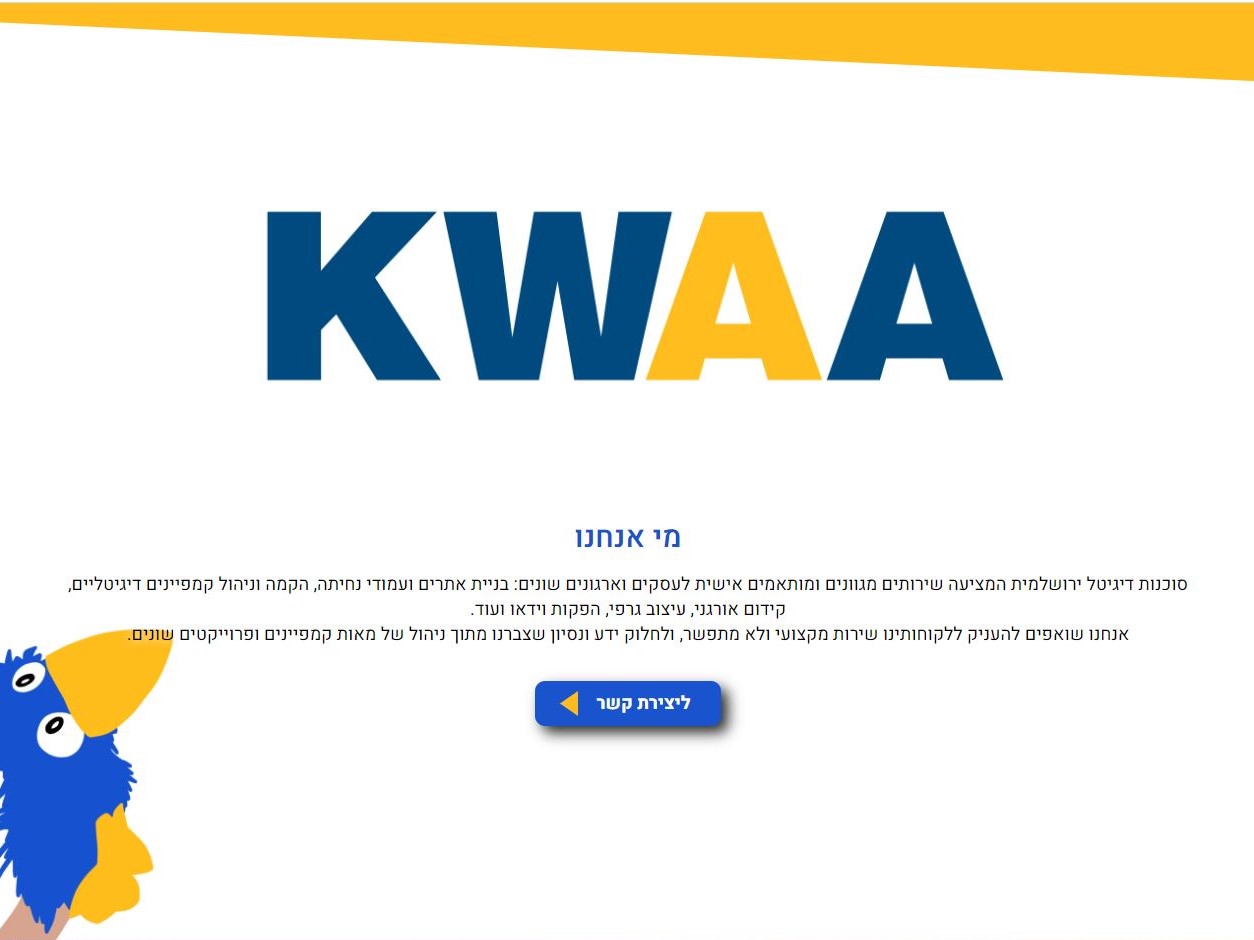 KWAA
מי אנחנו
סוכנות דיגיטל ירושלמית המציעה שירותים מגוונים ומותאמים אישית לעסקים וארגונים שונים: בניית אתרים ועמודי נחיתה, הקמה וניהול קמפיינים דיגיטליים,
קידום אורגני, עיצוב גרפי, הפקות וידאו ועוד.
אנחנו שואפים להעניק ללקוחותינו שירות מקצועי ולא מתפשר, ולחלוק ידע ונסיון שצברנו מתוך ניהול של מאות קמפיינים ופרוייקטים שונים.
ליצירת קשר